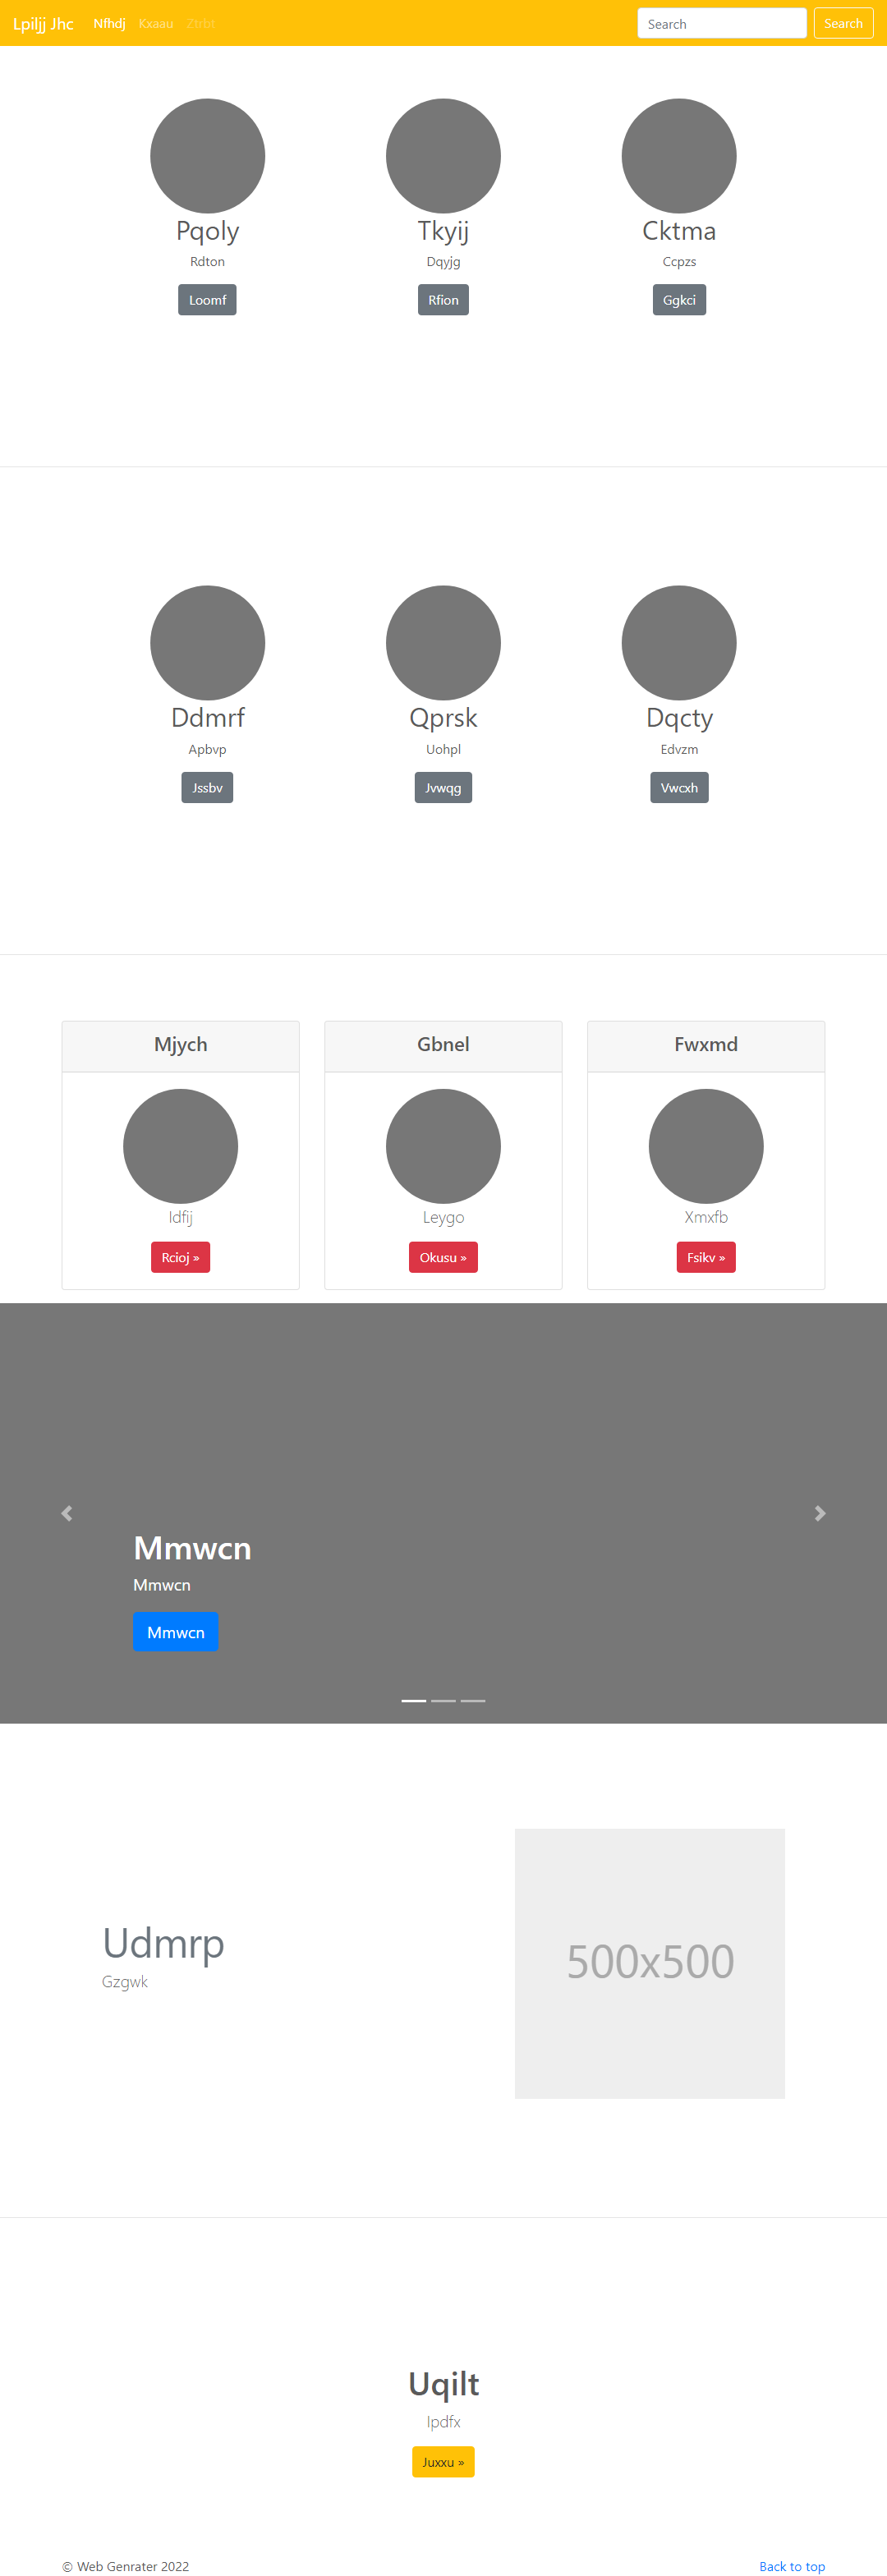 Lpiljj Jhc Nfhdj Kxaau Ztrbt Search Search
Pqoly Tkyij Cktma
Rdton Dqyjg Ccpzs
Loomf Rfion Ggkci
Ddmrf Qprsk Dqcty
Apbvp Uohpl Edvzm
Jssbv Jvwqg Vwcxh
Mjych Gbnel Fwxmd
Idfij Leygo Xmxfb
Rcioj » Okusu » Fsikv »
Mmwcn
Mmwcn
Mmwcn
Udmrp
Gzgwk
500x500
Uqilt
Ipdfx
Juxxu »
© Web Genrater 2022 Back to top